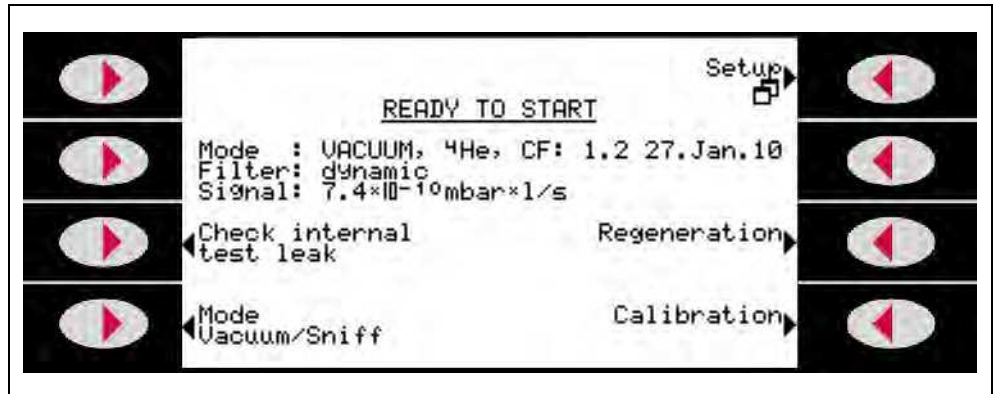 Setup
READY TO START
Mode : VACUUM, ⁴He, CF: 1.2 27.Jan.10
Filter: dynamic
Signal: 7.4×10⁻¹⁰mbar×l/s
Check internal
test leak
Regeneration
Mode
Vacuum/Sniff
Calibration